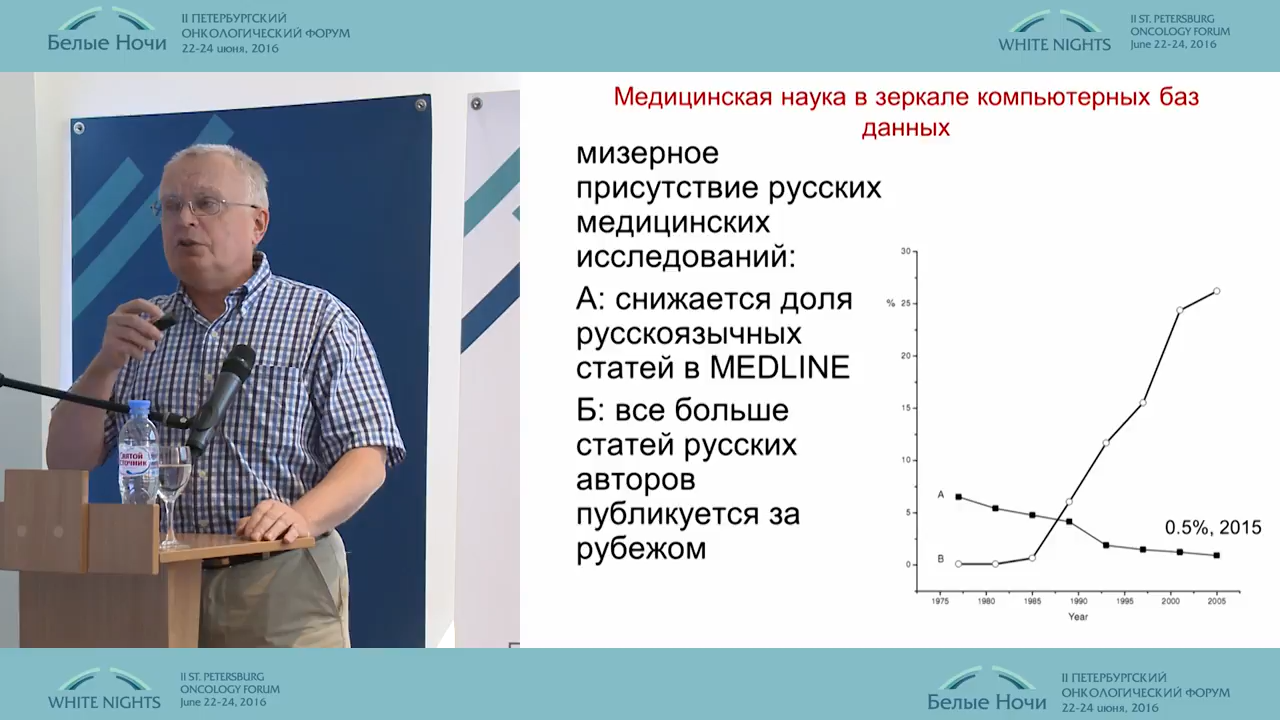 Белые Ночи
II ПЕТЕРБУРГСКИЙ
ОНКОЛОГИЧЕСКИЙ ФОРУМ
22-24 июня, 2016
WHITE NIGHTS
II ST. PETERSBURG
ONCOLOGY FORUM
June 22-24, 2016
Медицинская наука в зеркале компьютерных баз
данных
мизерное
присутствие русских
медицинских
исследований:
А: снижается доля
русскоязычных
статей в MEDLINE
Б: все больше
статей русских
авторов
публикуется за
рубежом
30
% 25
20
15
10
5
0
A
B
0.5%, 2015
1975 1980 1985 1990 1995 2000 2005
Year
WHITE NIGHTS
II ST. PETERSBURG
ONCOLOGY FORUM
June 22-24, 2016
Белые Ночи
II ПЕТЕРБУРГСКИЙ
ОНКОЛОГИЧЕСКИЙ ФОРУМ
22-24 июня, 2016